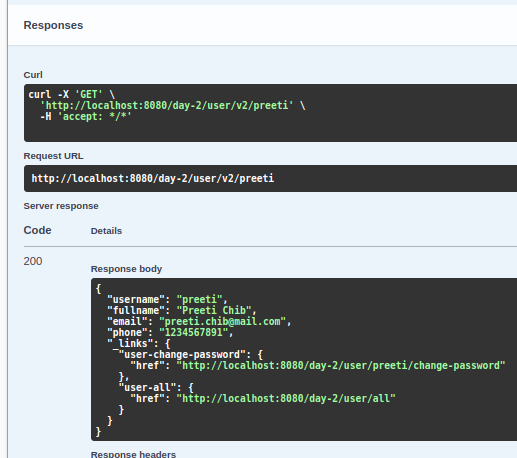 Responses
Curl
curl -X 'GET' \
'http://localhost:8080/day-2/user/v2/preeti' \
-H 'accept: */*'
Request URL
http://localhost:8080/day-2/user/v2/preeti
Server response
Code Details
200
Response body
{
"username": "preeti",
"fullname": "Preeti Chib",
"email": "preeti.chib@mail.com",
"phone": "1234567891",
"_links": {
"user-change-password": {
"href": "http://localhost:8080/day-2/user/preeti/change-password"
},
"user-all": {
"href": "http://localhost:8080/day-2/user/all"
}
}
}
Response headers